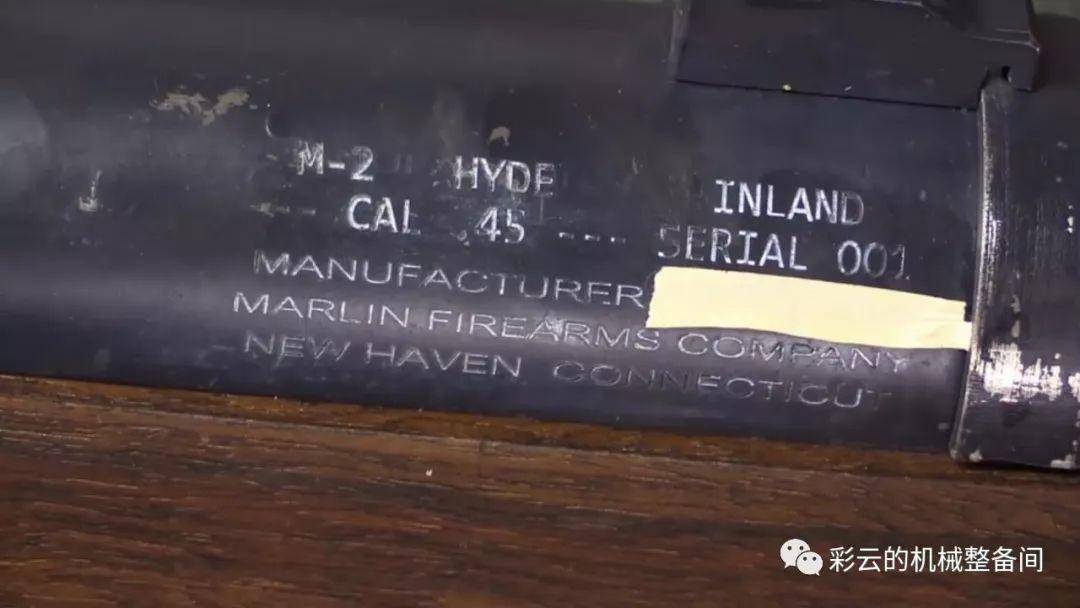 M-2 HYDE INLAND
CAL .45 --- SERIAL 001
MANUFACTURER
MARLIN FIREARMS COMPANY
NEW HAVEN CONNECTICUT
彩云的机械整备间